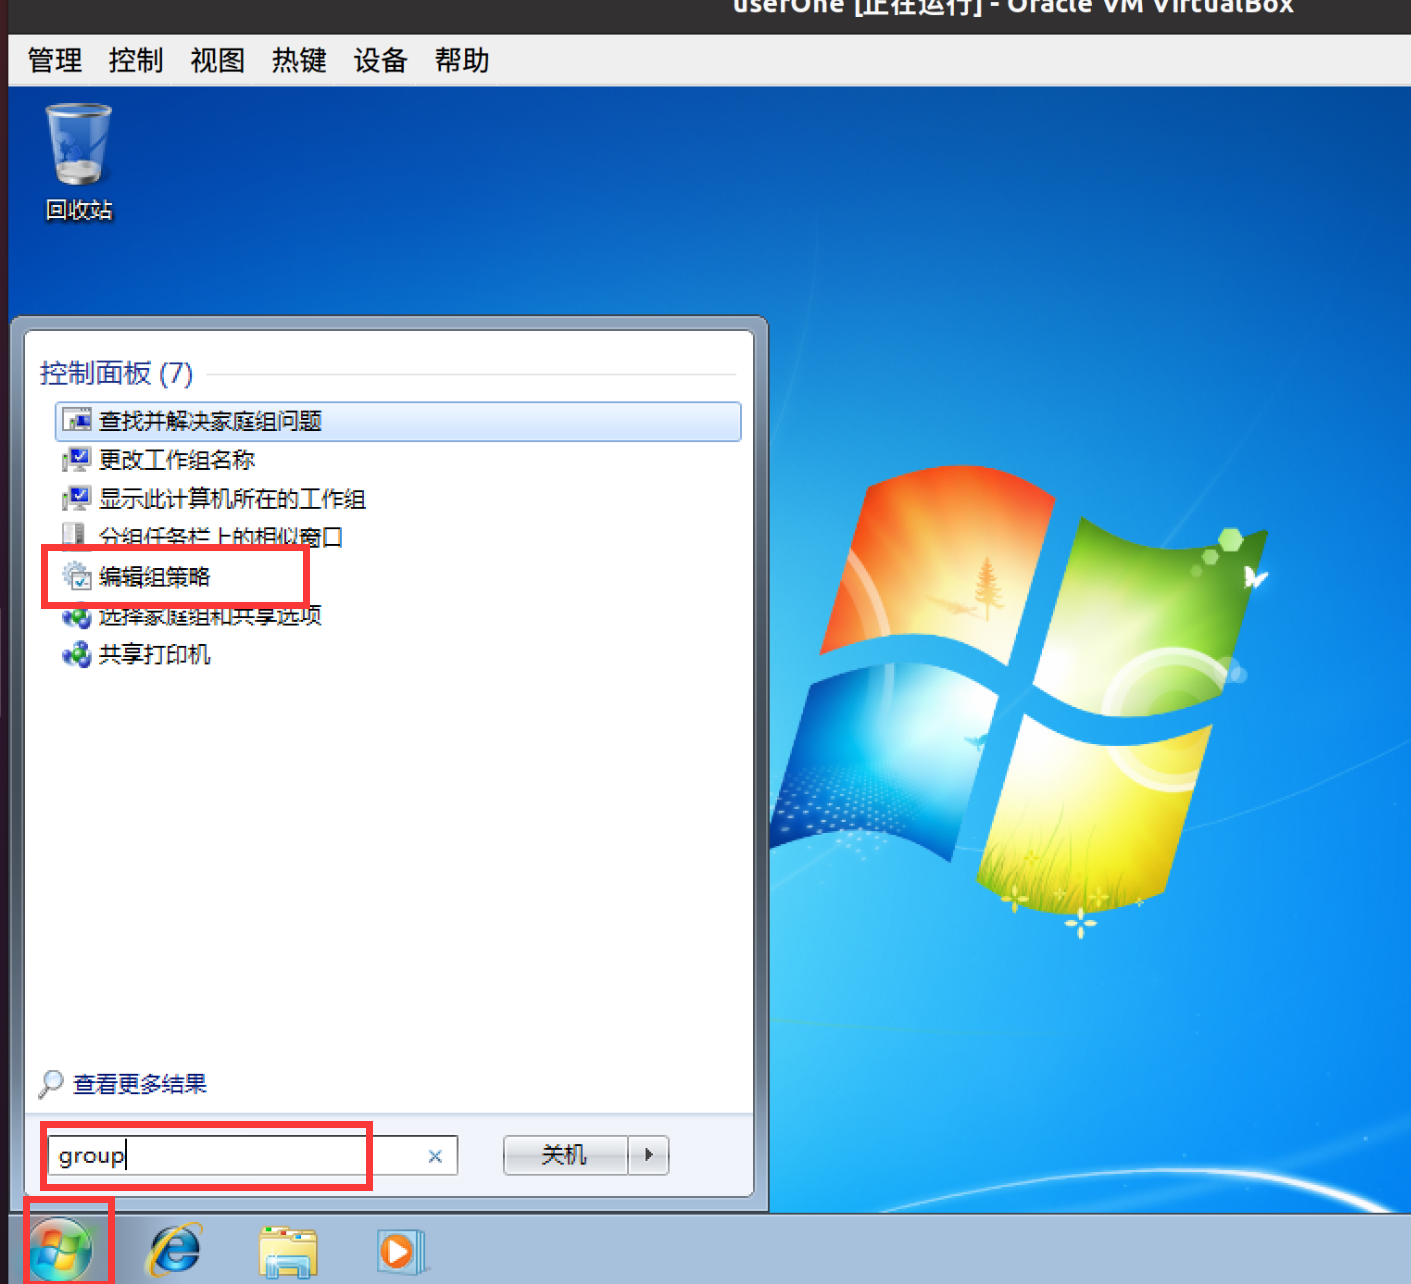 userOne [正在运行] - Oracle VM VirtualBox
管理 控制 视图 热键 设备 帮助
回收站
控制面板 (7)
查找并解决家庭组问题
更改工作组名称
显示此计算机所在的工作组
分组任务栏上的相似窗口
编辑组策略
选择家庭组和共享选项
共享打印机
查看更多结果
group
关机